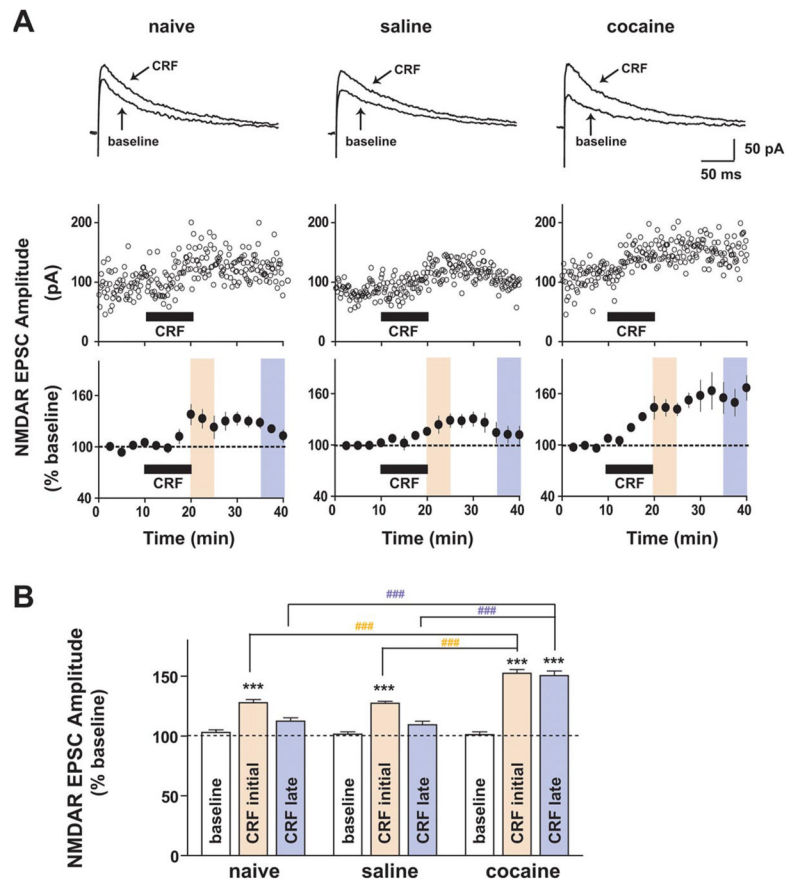 A
naive saline cocaine
CRF CRF CRF
baseline baseline baseline
50 pA
50 ms
NMDAR EPSC Amplitude
(pA)
200 200 200
100 100 100
0 0 0
CRF CRF CRF
(% baseline)
160 160 160
100 100 100
40 40 40
CRF CRF CRF
0 10 20 30 40 0 10 20 30 40 0 10 20 30 40
Time (min) Time (min) Time (min)
B
### ###
### ###
NMDAR EPSC Amplitude
(% baseline)
150
100
50
0
*** *** *** ***
baseline CRF initial CRF late baseline CRF initial CRF late baseline CRF initial CRF late
naive saline cocaine